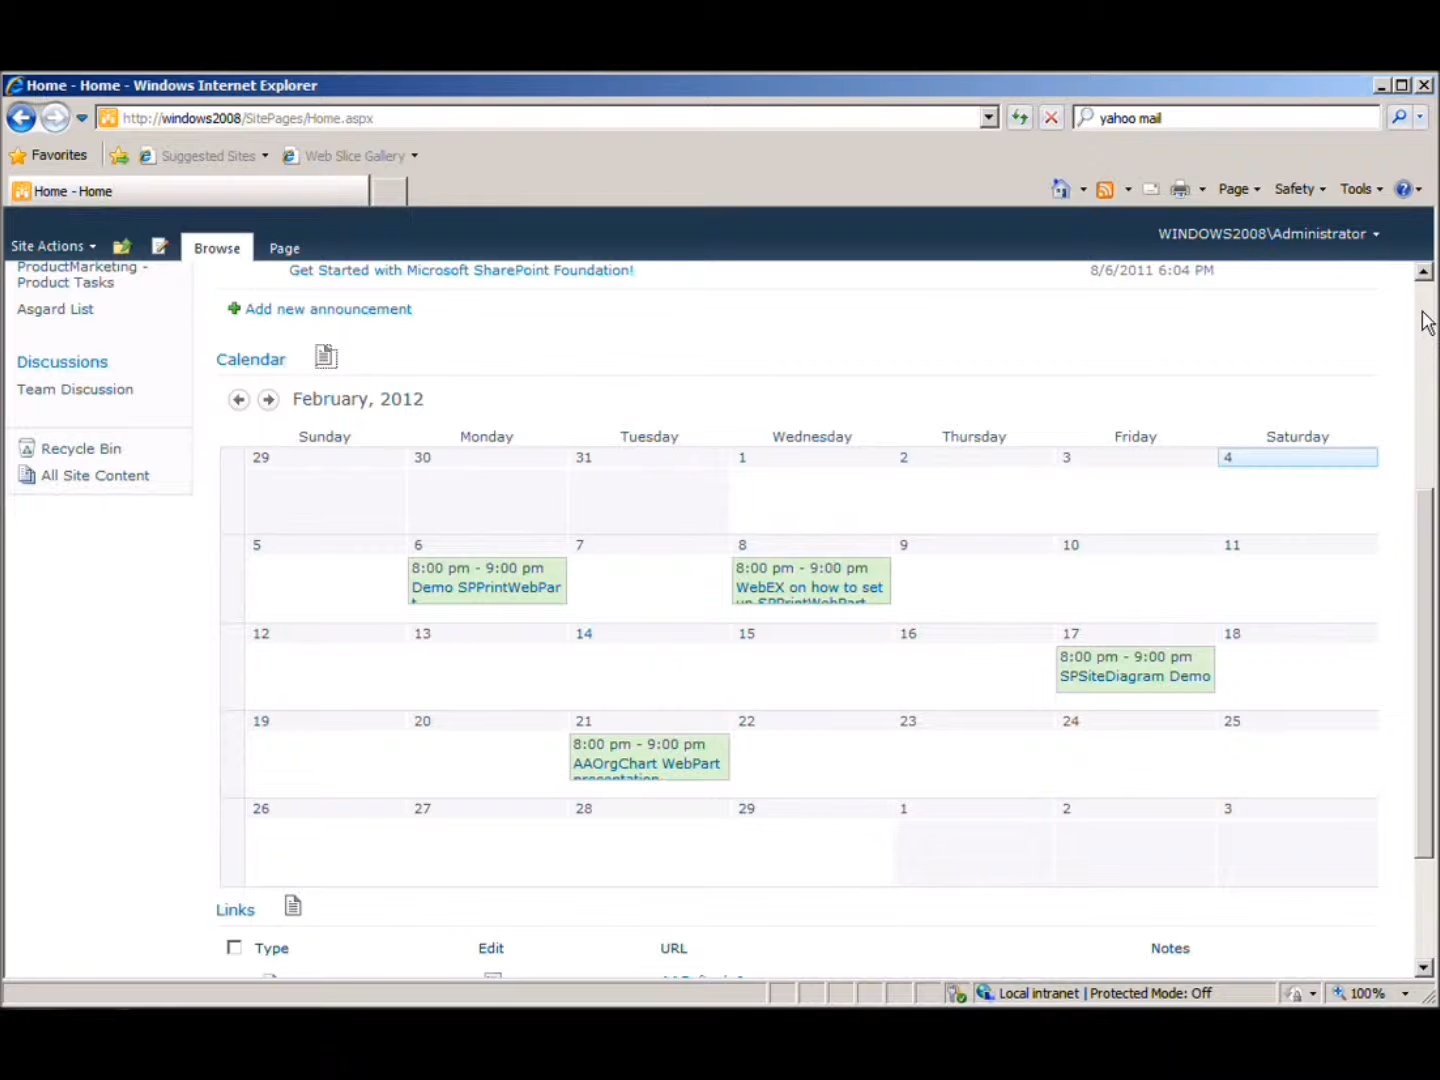 Home - Home - Windows Internet Explorer
http://windows2008/SitePages/Home.aspx
yahoo mail
Favorites
Suggested Sites
Web Slice Gallery
Home - Home
Page
Safety
Tools
Site Actions
Browse
Page
WINDOWS2008\Administrator
ProductMarketing -
Product Tasks
Asgard List
Discussions
Team Discussion
Recycle Bin
All Site Content
Get Started with Microsoft SharePoint Foundation!
8/6/2011 6:04 PM
Add new announcement
Calendar
February, 2012
Sunday Monday Tuesday Wednesday Thursday Friday Saturday
29 30 31 1 2 3 4
5 6 7 8 9 10 11
8:00 pm - 9:00 pm
Demo SPPrintWebPar
t
8:00 pm - 9:00 pm
WebEX on how to set
up SPPrintWebPart
12 13 14 15 16 17 18
8:00 pm - 9:00 pm
SPSiteDiagram Demo
19 20 21 22 23 24 25
8:00 pm - 9:00 pm
AAOrgChart WebPart
presentation
26 27 28 29 1 2 3
Links
Type Edit URL Notes
Local intranet | Protected Mode: Off
100%